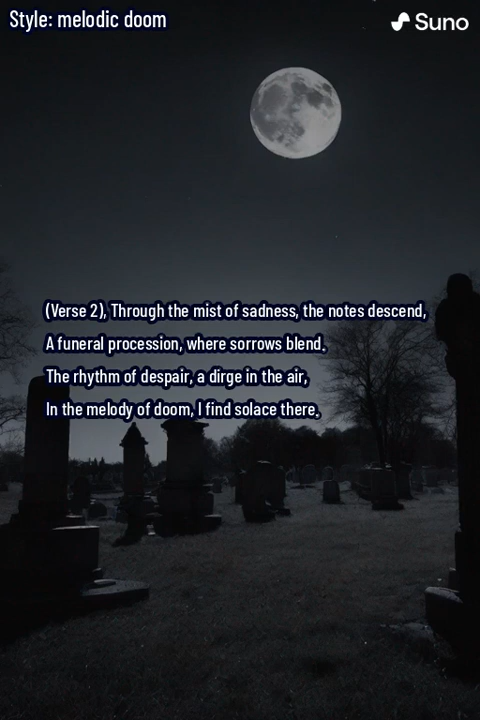 Style: melodic doom
Suno
(Verse 2), Through the mist of sadness, the notes descend,
A funeral procession, where sorrows blend.
The rhythm of despair, a dirge in the air,
In the melody of doom, I find solace there.